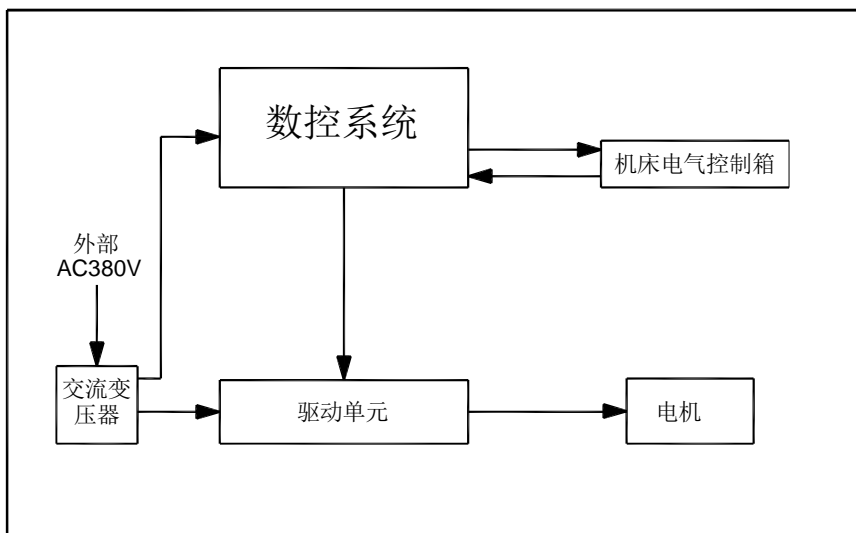 数控系统
机床电气控制箱
外部
AC380V
交流变
压器
驱动单元
电机